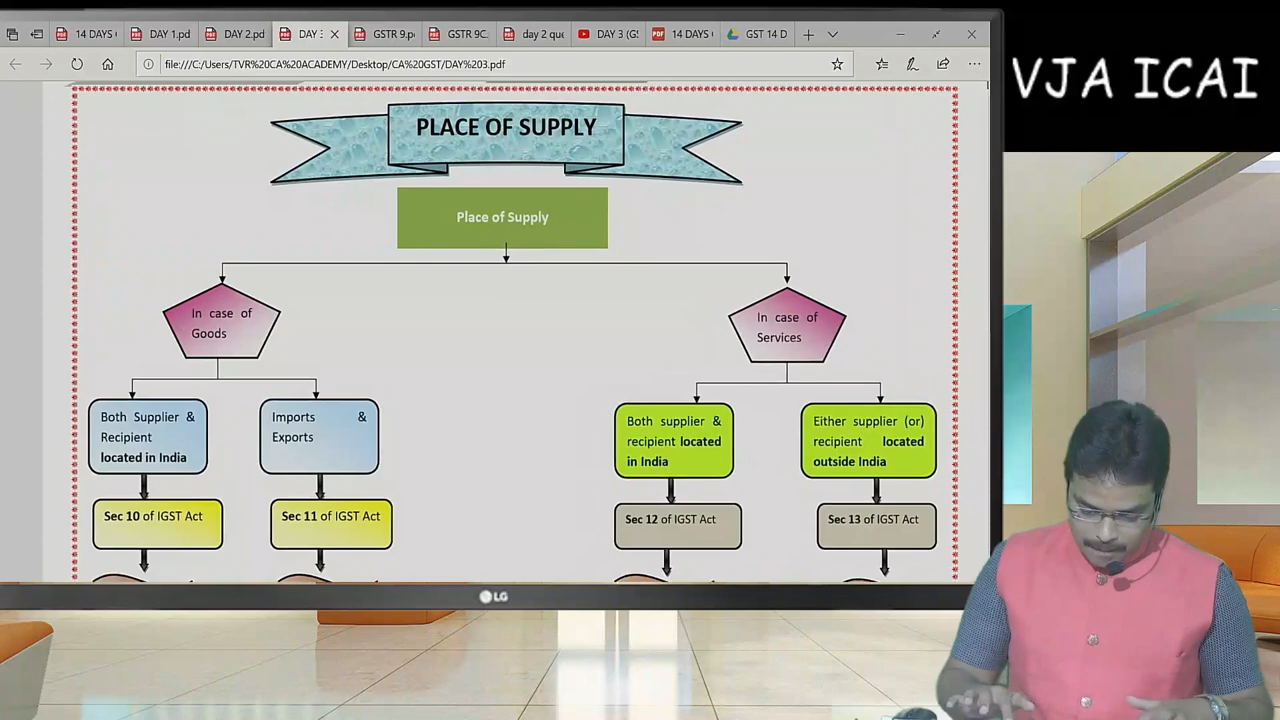 14 DAYS
DAY 1.pd
DAY 2.pd
DAY
GSTR 9.p
GSTR 9C.
day 2 que
DAY 3 (GS
14 DAYS
GST 14 D
file:///C:/Users/TVR%20CA%20ACADEMY/Desktop/CA%20GST/DAY%203.pdf
VJA ICAI
PLACE OF SUPPLY
Place of Supply
In case of
Goods
In case of
Services
Both Supplier &
Recipient
located in India
Imports &
Exports
Both supplier &
recipient located
in India
Either supplier (or)
recipient located
outside India
Sec 10 of IGST Act
Sec 11 of IGST Act
Sec 12 of IGST Act
Sec 13 of IGST Act
LG